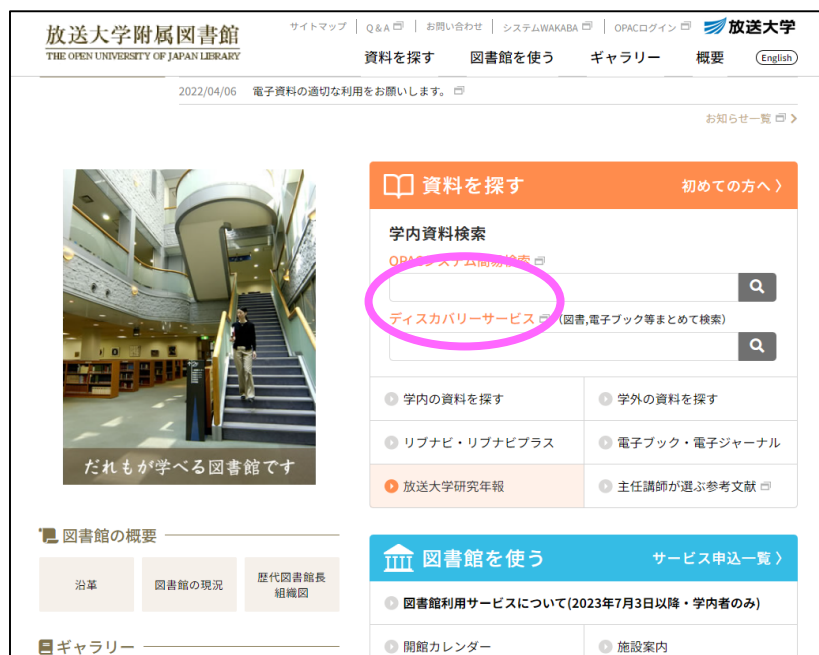 放送大学附属図書館
THE OPEN UNIVERSITY OF JAPAN LIBRARY
サイトマップ
Q&A
お問い合わせ
システムWAKABA
OPACログイン
放送大学
資料を探す
図書館を使う
ギャラリー
概要
English
2022/04/06 電子資料の適切な利用をお願いします。
お知らせ一覧
だれもが学べる図書館です
資料を探す
初めての方へ 〉
学内資料検索
OPACシステム簡易検索
ディスカバリーサービス (図書,電子ブック等まとめて検索)
学内の資料を探す
学外の資料を探す
リブナビ・リブナビプラス
電子ブック・電子ジャーナル
放送大学研究年報
主任講師が選ぶ参考文献
図書館の概要
沿革
図書館の現況
歴代図書館長
組織図
ギャラリー
図書館を使う
サービス申込一覧 〉
図書館利用サービスについて(2023年7月3日以降・学内者のみ)
開館カレンダー
施設案内